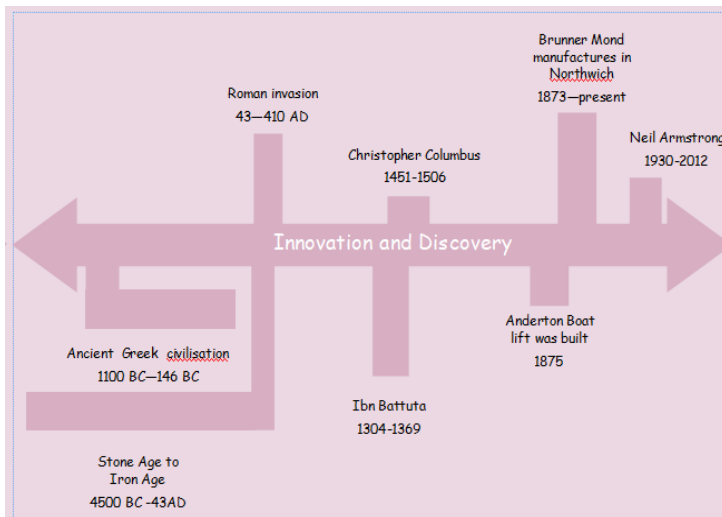 Brunner Mond
manufactures in
Northwich
1873—present
Roman invasion
43—410 AD
Neil Armstrong
1930-2012
Christopher Columbus
1451-1506
Innovation and Discovery
Ancient Greek civilisation
1100 BC—146 BC
Anderton Boat
lift was built
1875
Ibn Battuta
1304-1369
Stone Age to
Iron Age
4500 BC -43AD